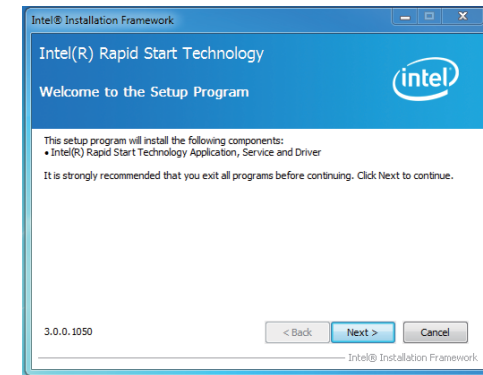 Intel® Installation Framework
Intel(R) Rapid Start Technology
Welcome to the Setup Program
intel
This setup program will install the following components:
• Intel(R) Rapid Start Technology Application, Service and Driver
It is strongly recommended that you exit all programs before continuing. Click Next to continue.
3.0.0.1050
< Back
Next >
Cancel
Intel® Installation Framework